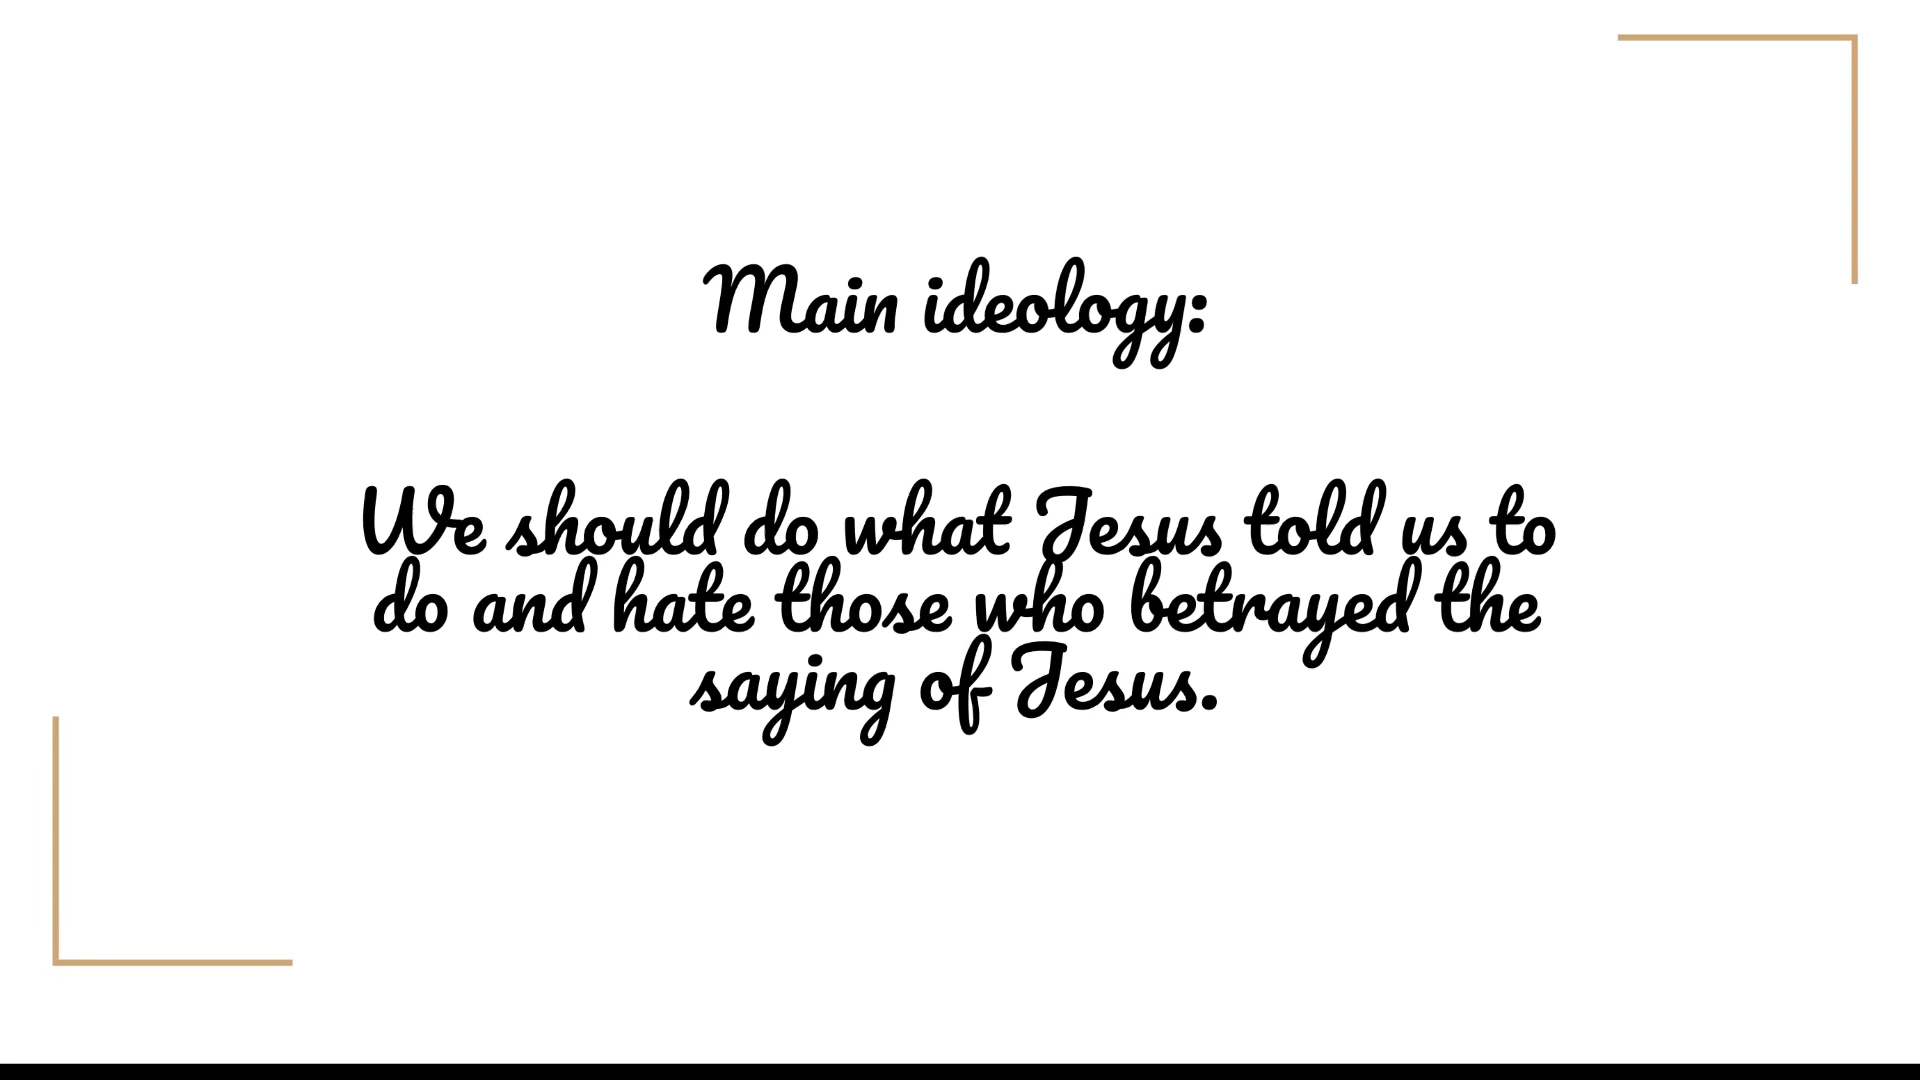 Main ideology:
We should do what Jesus told us to
do and hate those who betrayed the
saying of Jesus.